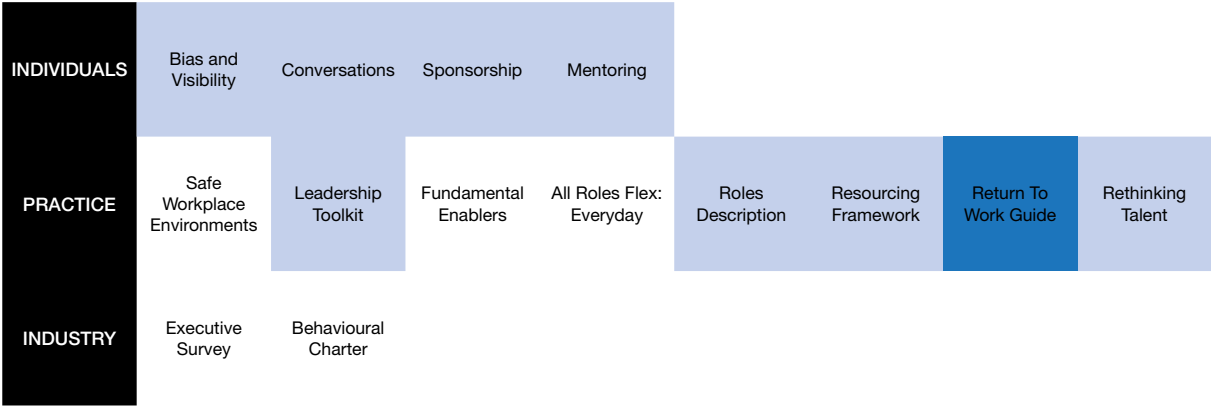 INDIVIDUALS
Bias and
Visibility
Conversations
Sponsorship
Mentoring
PRACTICE
Safe
Workplace
Environments
Leadership
Toolkit
Fundamental
Enablers
All Roles Flex:
Everyday
Roles
Description
Resourcing
Framework
Return To
Work Guide
Rethinking
Talent
INDUSTRY
Executive
Survey
Behavioural
Charter